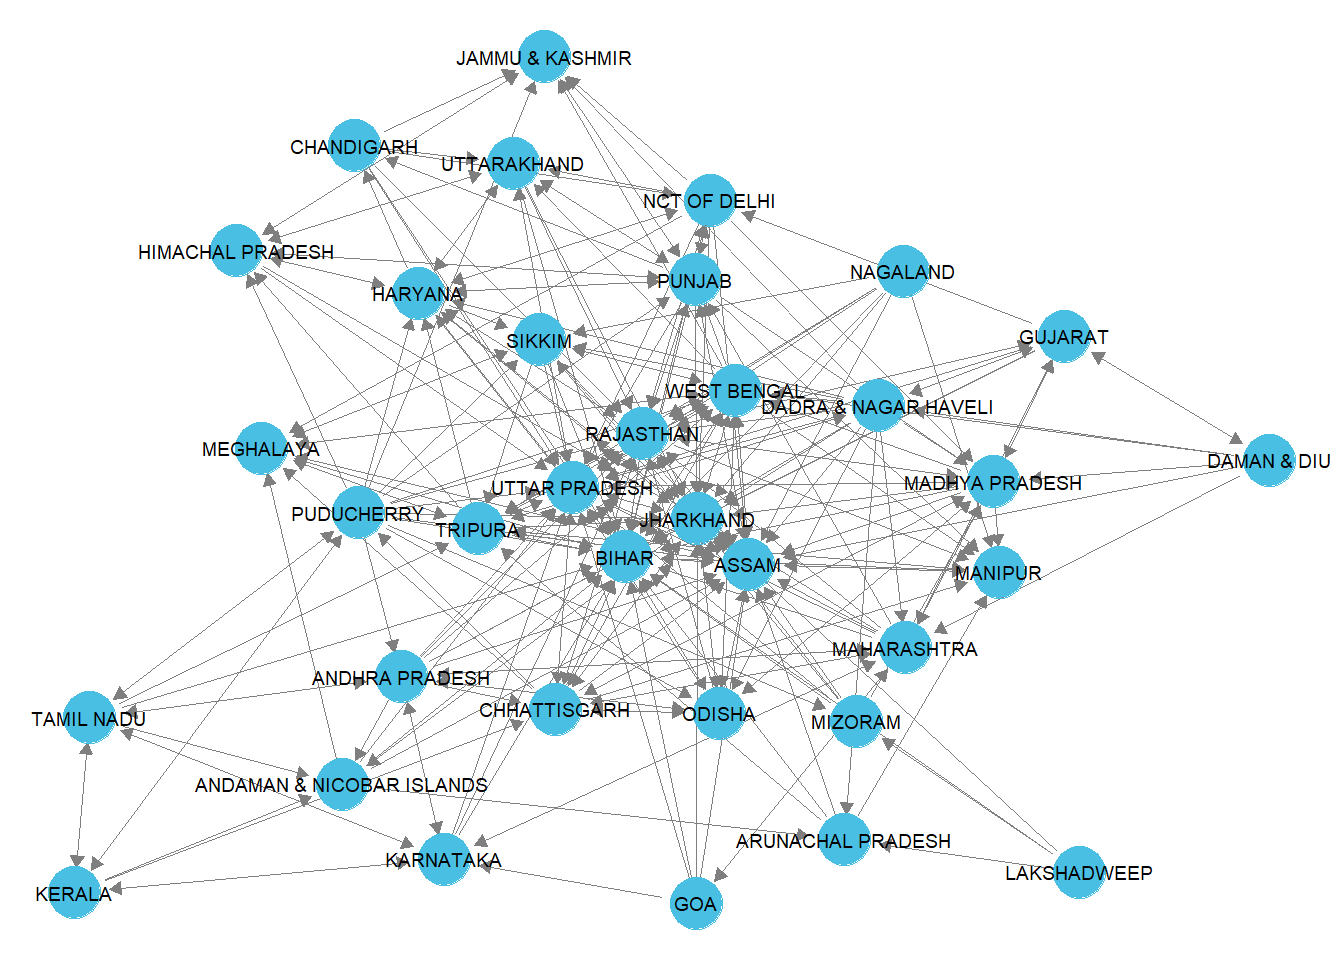 JAMMU & KASHMIR
CHANDIGARH
UTTARAKHAND
NCT OF DELHI
HIMACHAL PRADESH
NAGALAND
PUNJAB
HARYANA
GUJARAT
SIKKIM
WEST BENGAL
DADRA & NAGAR HAVELI
RAJASTHAN
MEGHALAYA
DAMAN & DIU
MADHYA PRADESH
UTTAR PRADESH
PUDUCHERRY
JHARKHAND
TRIPURA
BIHAR
ASSAM
MANIPUR
MAHARASHTRA
ANDHRA PRADESH
CHHATTISGARH
ODISHA
TAMIL NADU
MIZORAM
ANDAMAN & NICOBAR ISLANDS
ARUNACHAL PRADESH
KARNATAKA
LAKSHADWEEP
KERALA
GOA